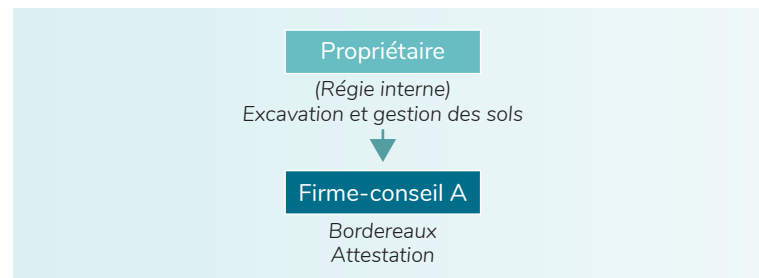 Propriétaire
(Régie interne)
Excavation et gestion des sols
Firme-conseil A
Bordereaux
Attestation